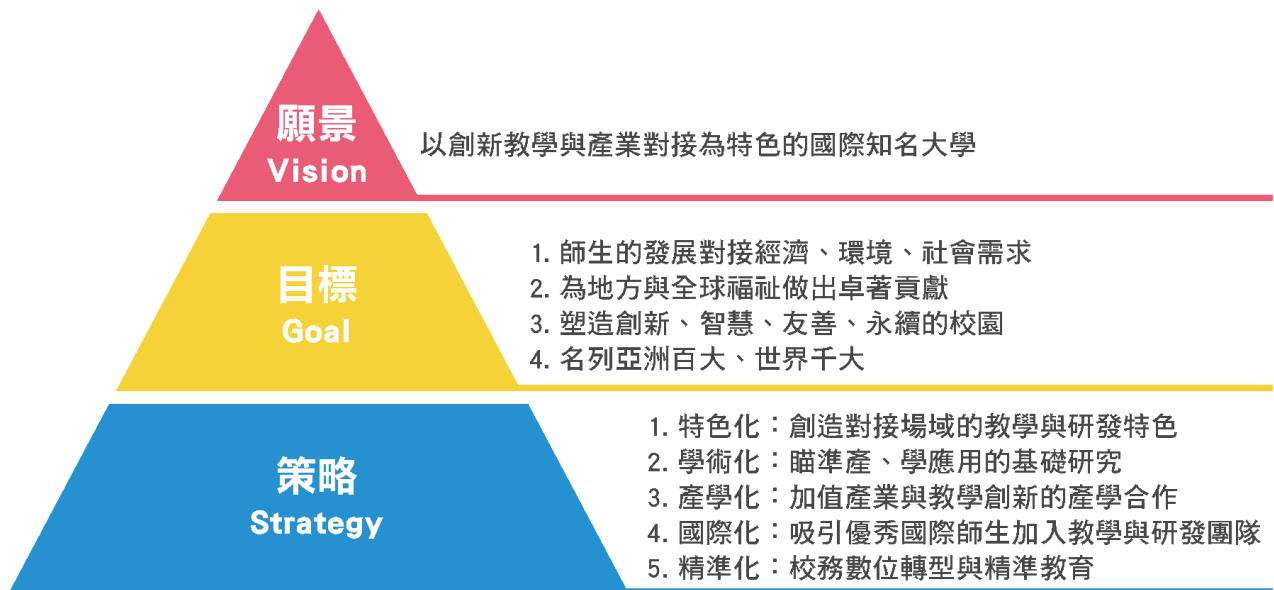 願景
Vision
以創新教學與產業對接為特色的國際知名大學
目標
Goal
1. 師生的發展對接經濟、環境、社會需求
2. 為地方與全球福祉做出卓著貢獻
3. 塑造創新、智慧、友善、永續的校園
4. 名列亞洲百大、世界千大
策略
Strategy
1. 特色化：創造對接場域的教學與研發特色
2. 學術化：瞄準產、學應用的基礎研究
3. 產學化：加值產業與教學創新的產學合作
4. 國際化：吸引優秀國際師生加入教學與研發團隊
5. 精準化：校務數位轉型與精準教育